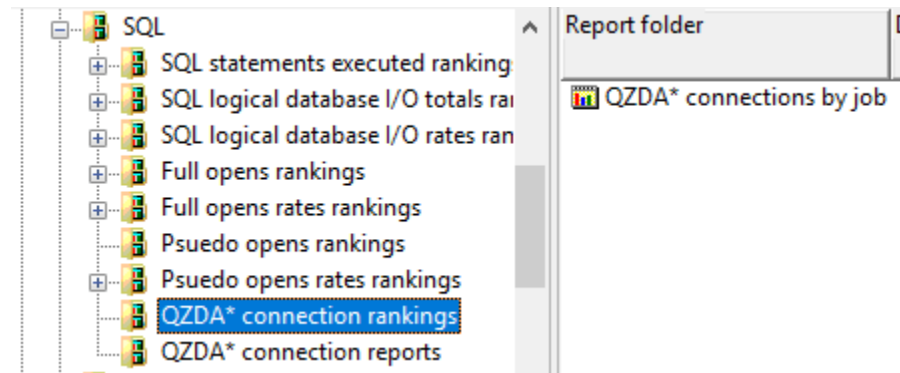 SQL
SQL statements executed ranking
SQL logical database I/O totals rai
SQL logical database I/O rates ran
Full opens rankings
Full opens rates rankings
Psuedo opens rankings
Psuedo opens rates rankings
QZDA* connection rankings
QZDA* connection reports
Report folder
QZDA* connections by job